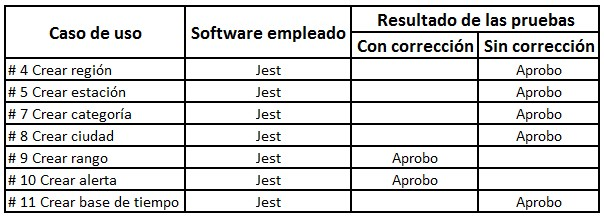 Caso de uso Software empleado Resultado de las pruebas
Con corrección Sin corrección
# 4 Crear región Jest Aprobo
# 5 Crear estación Jest Aprobo
# 7 Crear categoría Jest Aprobo
# 8 Crear ciudad Jest Aprobo
# 9 Crear rango Jest Aprobo
# 10 Crear alerta Jest Aprobo
# 11 Crear base de tiempo Jest Aprobo